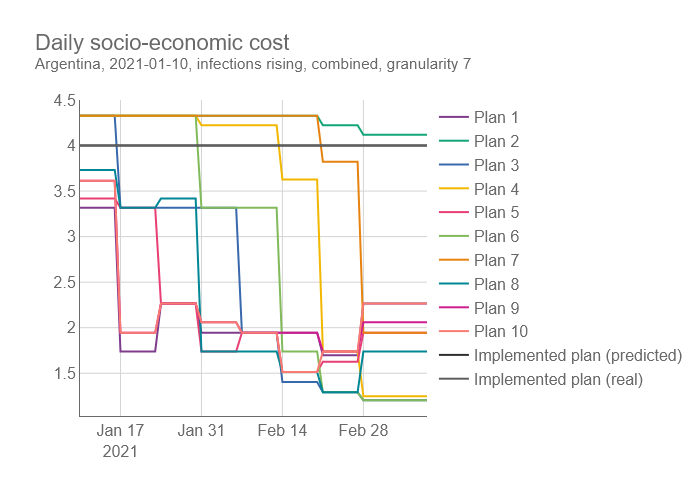 Daily socio-economic cost
Argentina, 2021-01-10, infections rising, combined, granularity 7
4.5
4
3.5
3
2.5
2
1.5
Jan 17
2021
Jan 31
Feb 14
Feb 28
Plan 1
Plan 2
Plan 3
Plan 4
Plan 5
Plan 6
Plan 7
Plan 8
Plan 9
Plan 10
Implemented plan (predicted)
Implemented plan (real)